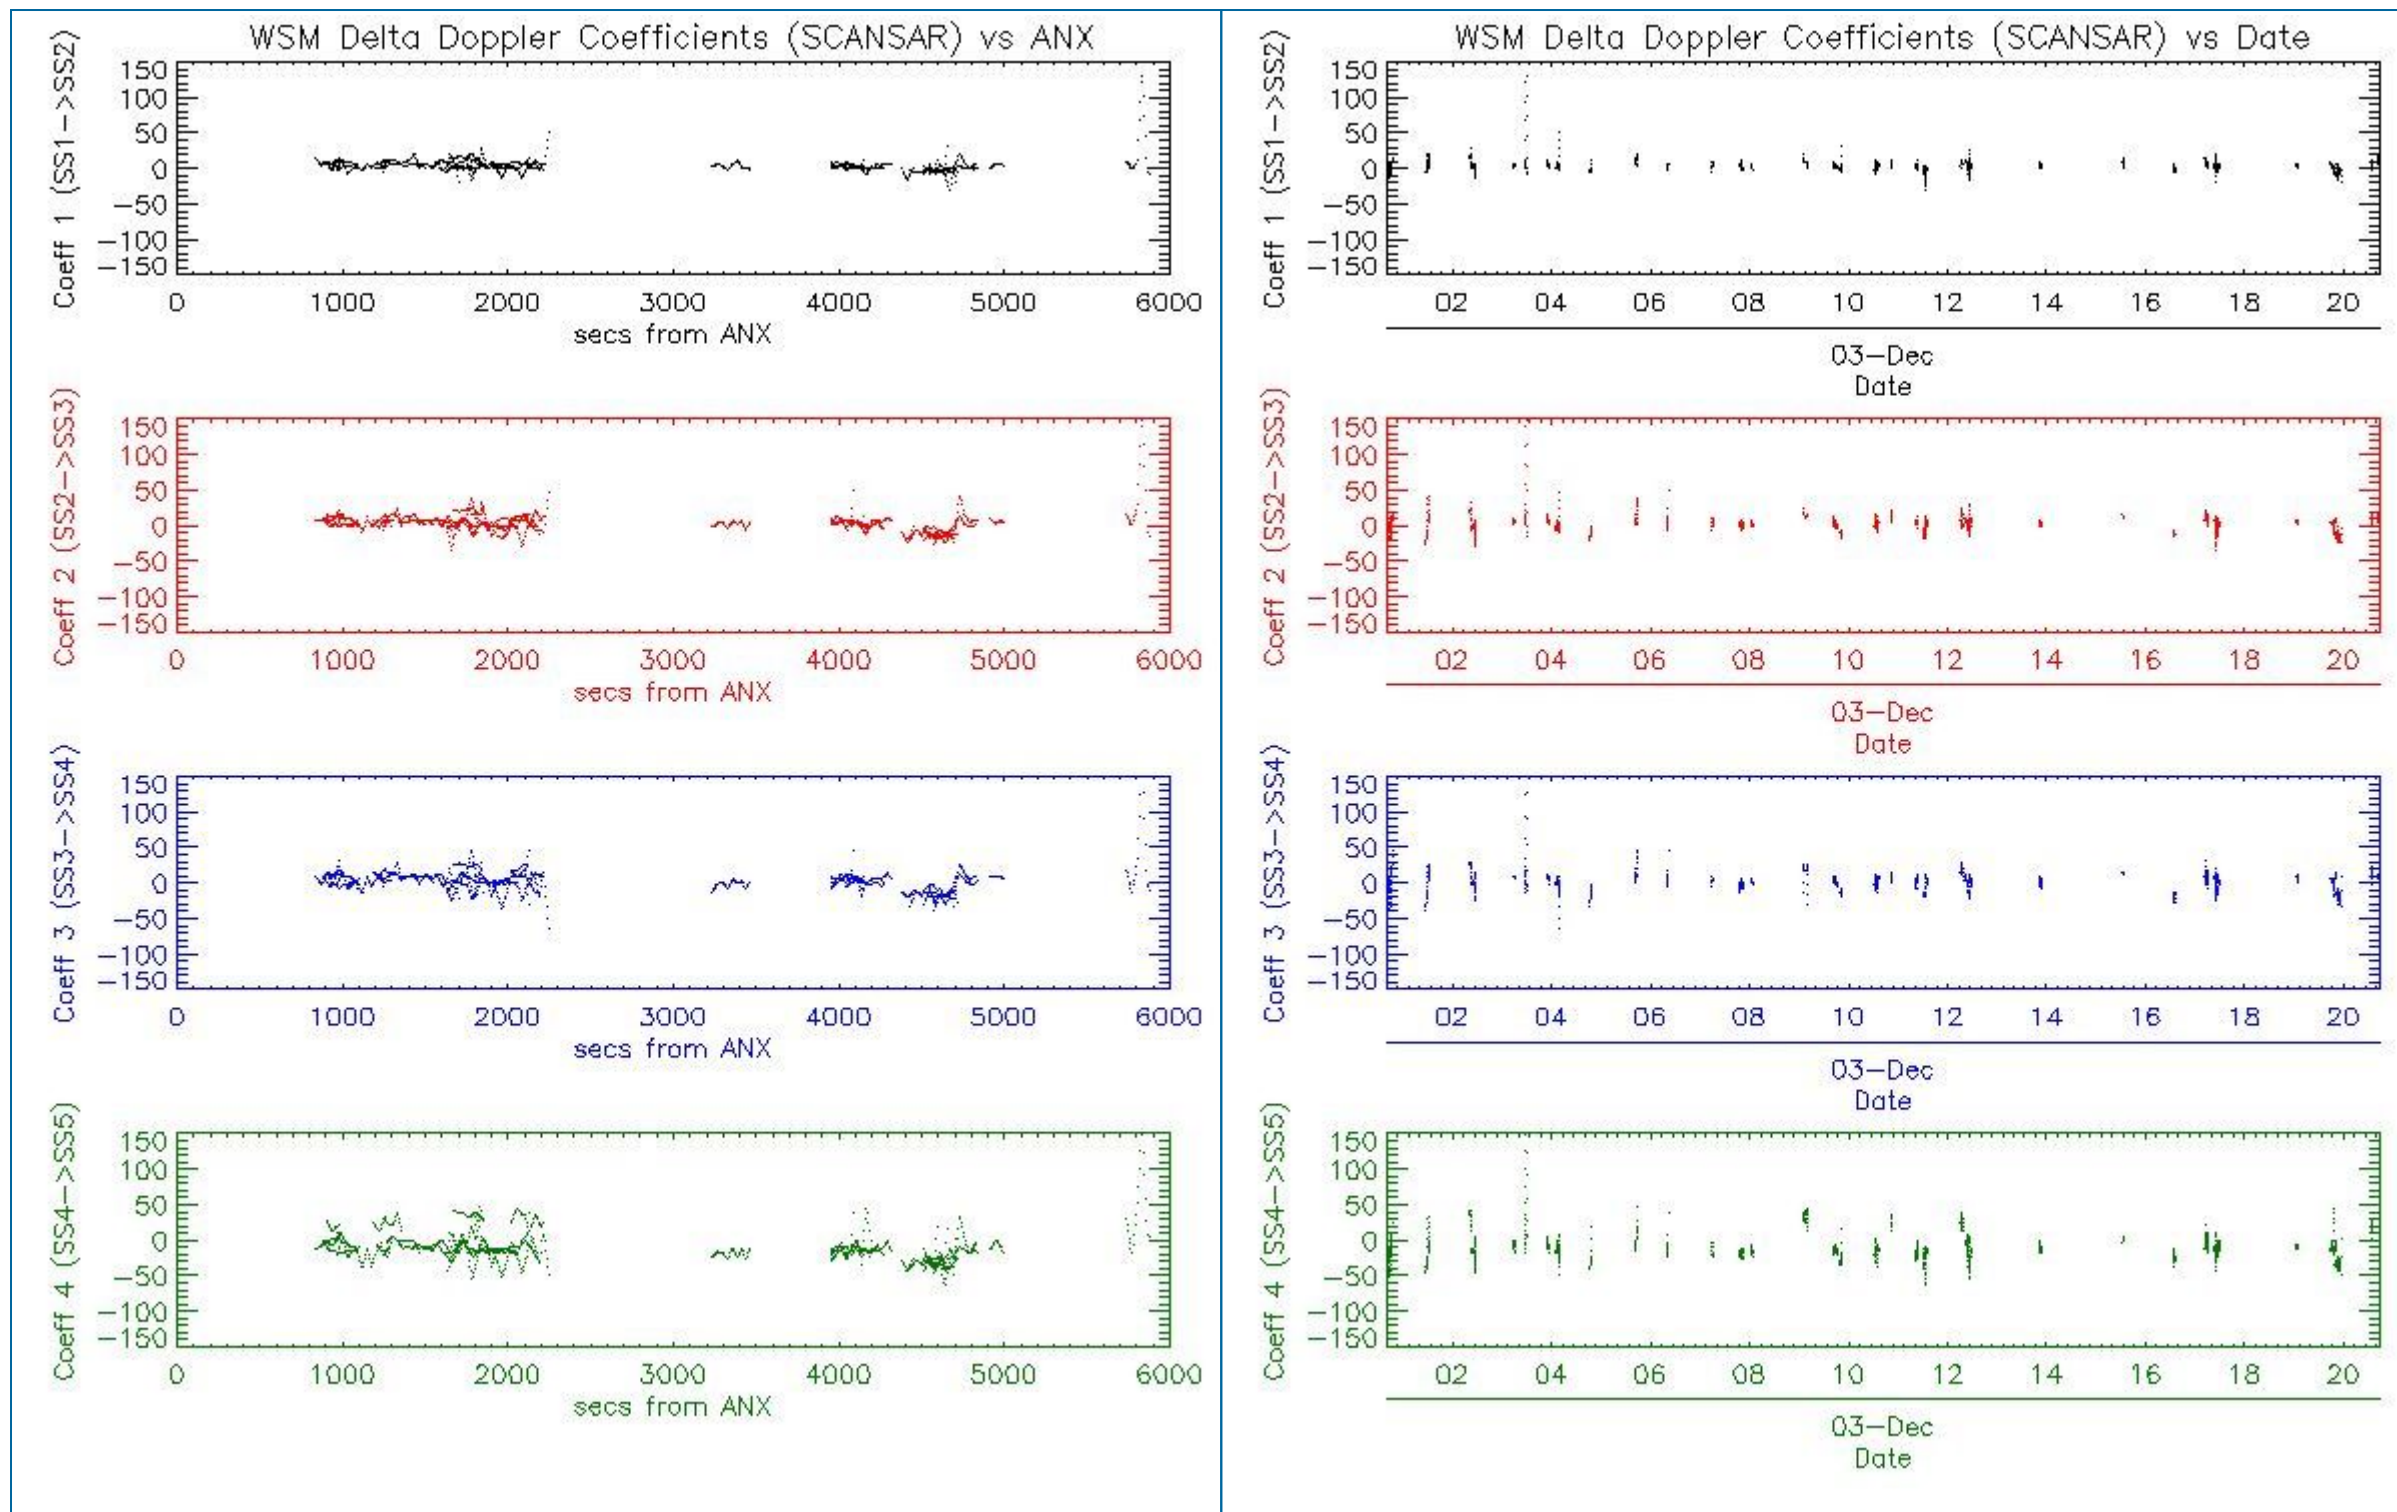 WSM Delta Doppler Coefficients (SCANSAR) vs ANX
Coeff 1 (SS1->SS2)
150
100
50
0
-50
-100
-150
0 1000 2000 3000 4000 5000 6000
secs from ANX
Coeff 2 (SS2->SS3)
150
100
50
0
-50
-100
-150
0 1000 2000 3000 4000 5000 6000
secs from ANX
Coeff 3 (SS3->SS4)
150
100
50
0
-50
-100
-150
0 1000 2000 3000 4000 5000 6000
secs from ANX
Coeff 4 (SS4->SS5)
150
100
50
0
-50
-100
-150
0 1000 2000 3000 4000 5000 6000
secs from ANX
WSM Delta Doppler Coefficients (SCANSAR) vs Date
Coeff 1 (SS1->SS2)
150
100
50
0
-50
-100
-150
02 04 06 08 10 12 14 16 18 20
03-Dec
Date
Coeff 2 (SS2->SS3)
150
100
50
0
-50
-100
-150
02 04 06 08 10 12 14 16 18 20
03-Dec
Date
Coeff 3 (SS3->SS4)
150
100
50
0
-50
-100
-150
02 04 06 08 10 12 14 16 18 20
03-Dec
Date
Coeff 4 (SS4->SS5)
150
100
50
0
-50
-100
-150
02 04 06 08 10 12 14 16 18 20
03-Dec
Date